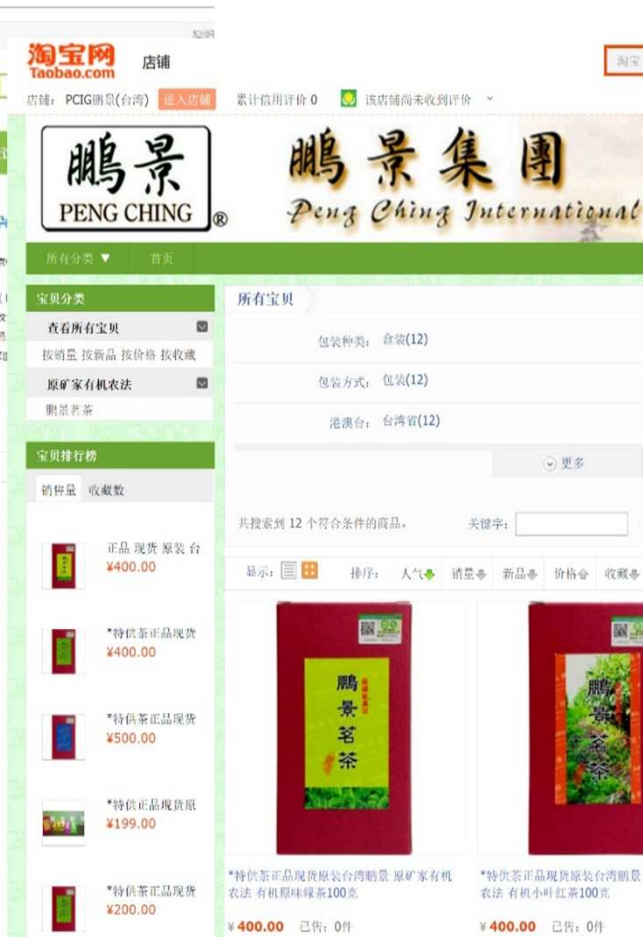 淘宝网
Taobao.com
店铺
淘宝
店铺： PCIG鹏景(台湾) 进入店铺 累计信用评价 0 该店铺尚未收到评价
鵬景
PENG CHING ®
鵬景集團
Peng Ching International
所有分类 ▼ 首页
宝贝分类
查看所有宝贝
按销量 按新品 按价格 按收藏
原矿家有机农法
鹏景茗茶
宝贝排行榜
销售量 收藏数
正品 现货 原装 台
¥400.00
*特供茶正品现货
¥400.00
*特供茶正品现货
¥500.00
*特供正品现货原
¥199.00
*特供茶正品现货
¥200.00
所有宝贝
包装种类： 盒装(12)
包装方式： 包装(12)
港澳台： 台湾省(12)
更多
共搜索到 12 个符合条件的商品。 关键字：
显示： 排序： 人气 销量 新品 价格 收藏
鵬景茗茶
鵬景茗茶
*特供茶正品现货原装台湾鹏景 原矿家有机
农法 有机原味绿茶100克
¥400.00 已售：0件
*特供茶正品现货原装台湾鹏景
农法 有机小叶红茶100克
¥400.00 已售：0件